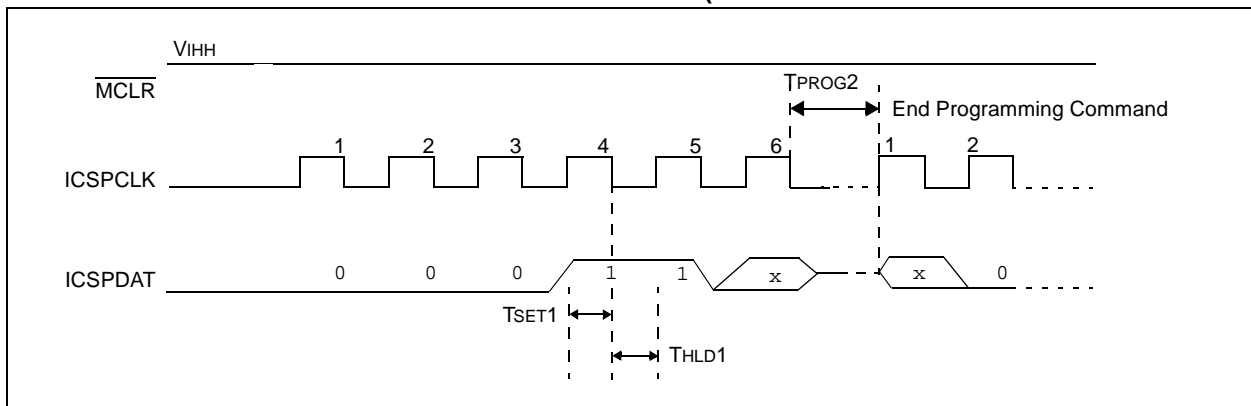 (
VIHH
MCLR
TPROG2
End Programming Command
1 2 3 4 5 6 1 2
ICSPCLK
ICSPDAT
0 0 0 1 1 x x 0
TSET1
THLD1